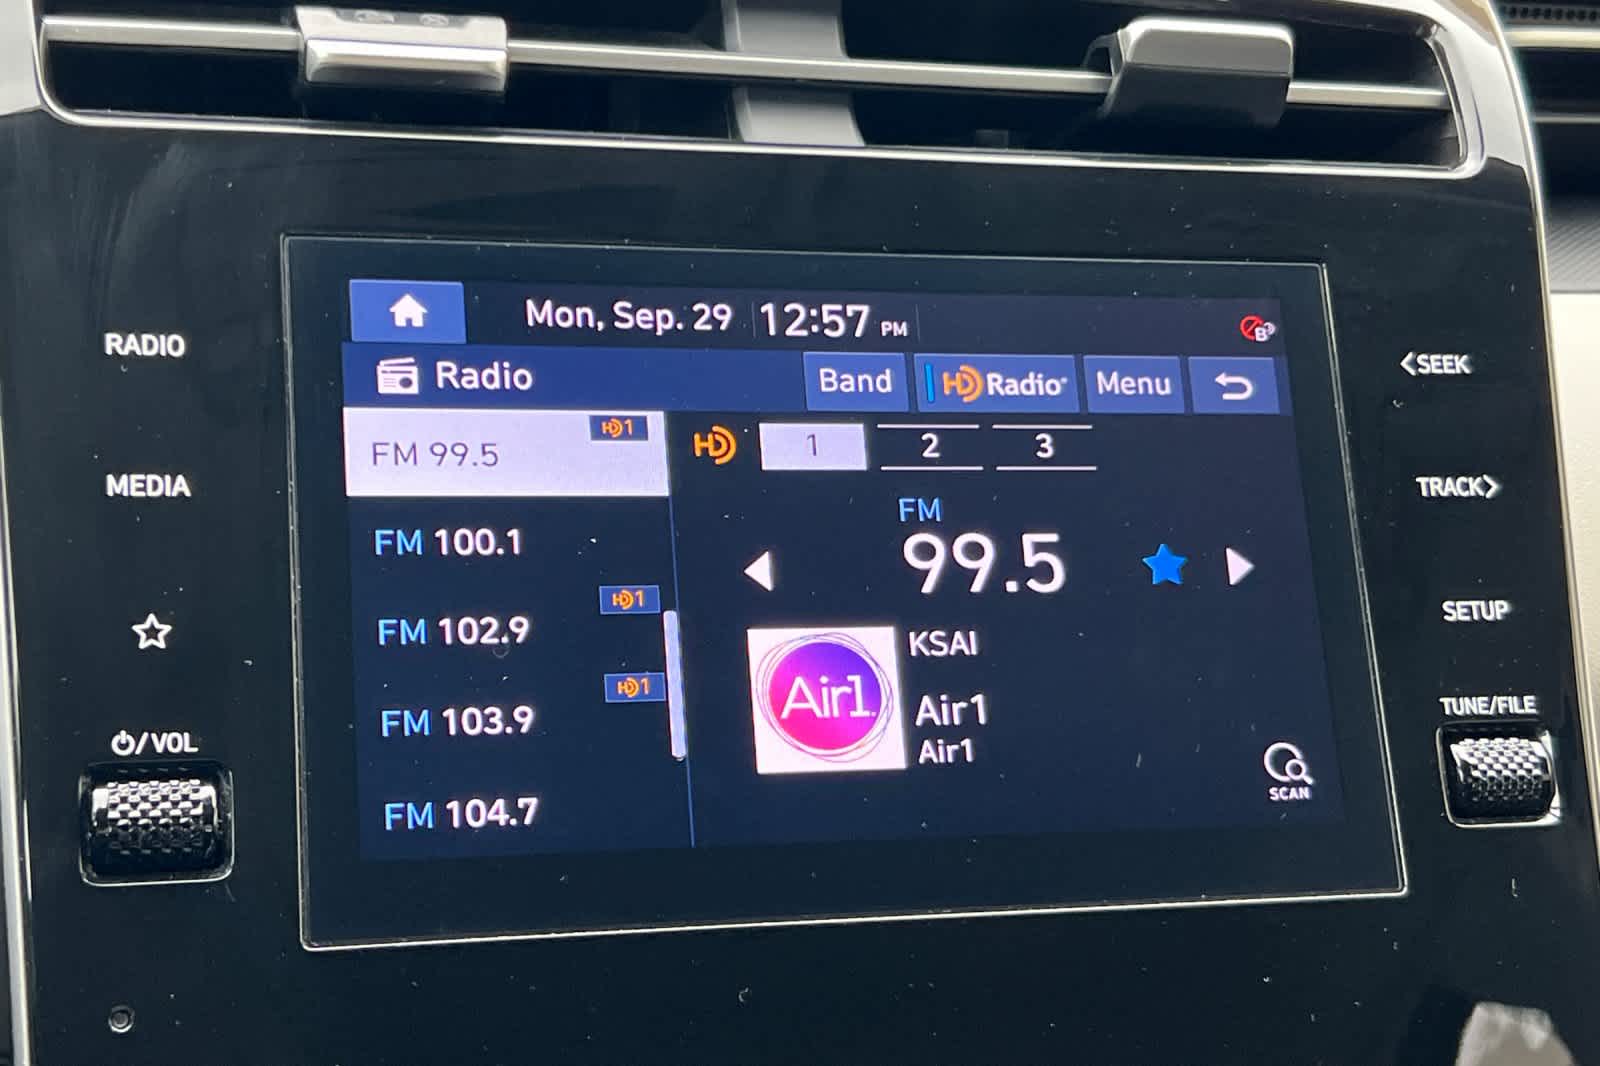 Mon, Sep. 29 12:57 PM
B
Radio
Band
HD Radio
Menu
FM 99.5 HD1
FM 100.1
FM 102.9 HD1
FM 103.9 HD1
FM 104.7
HD 1 2 3
FM
99.5
Air1.
KSAI
Air1
Air1
SCAN
RADIO
MEDIA
/VOL
<SEEK
TRACK>
SETUP
TUNE/FILE